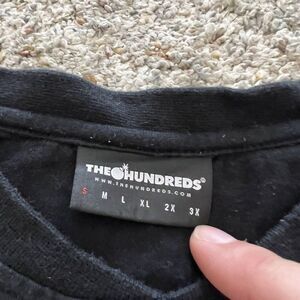 THE HUNDREDS
WWW.THEHUNDREDS.COM
S M L XL 2X 3X